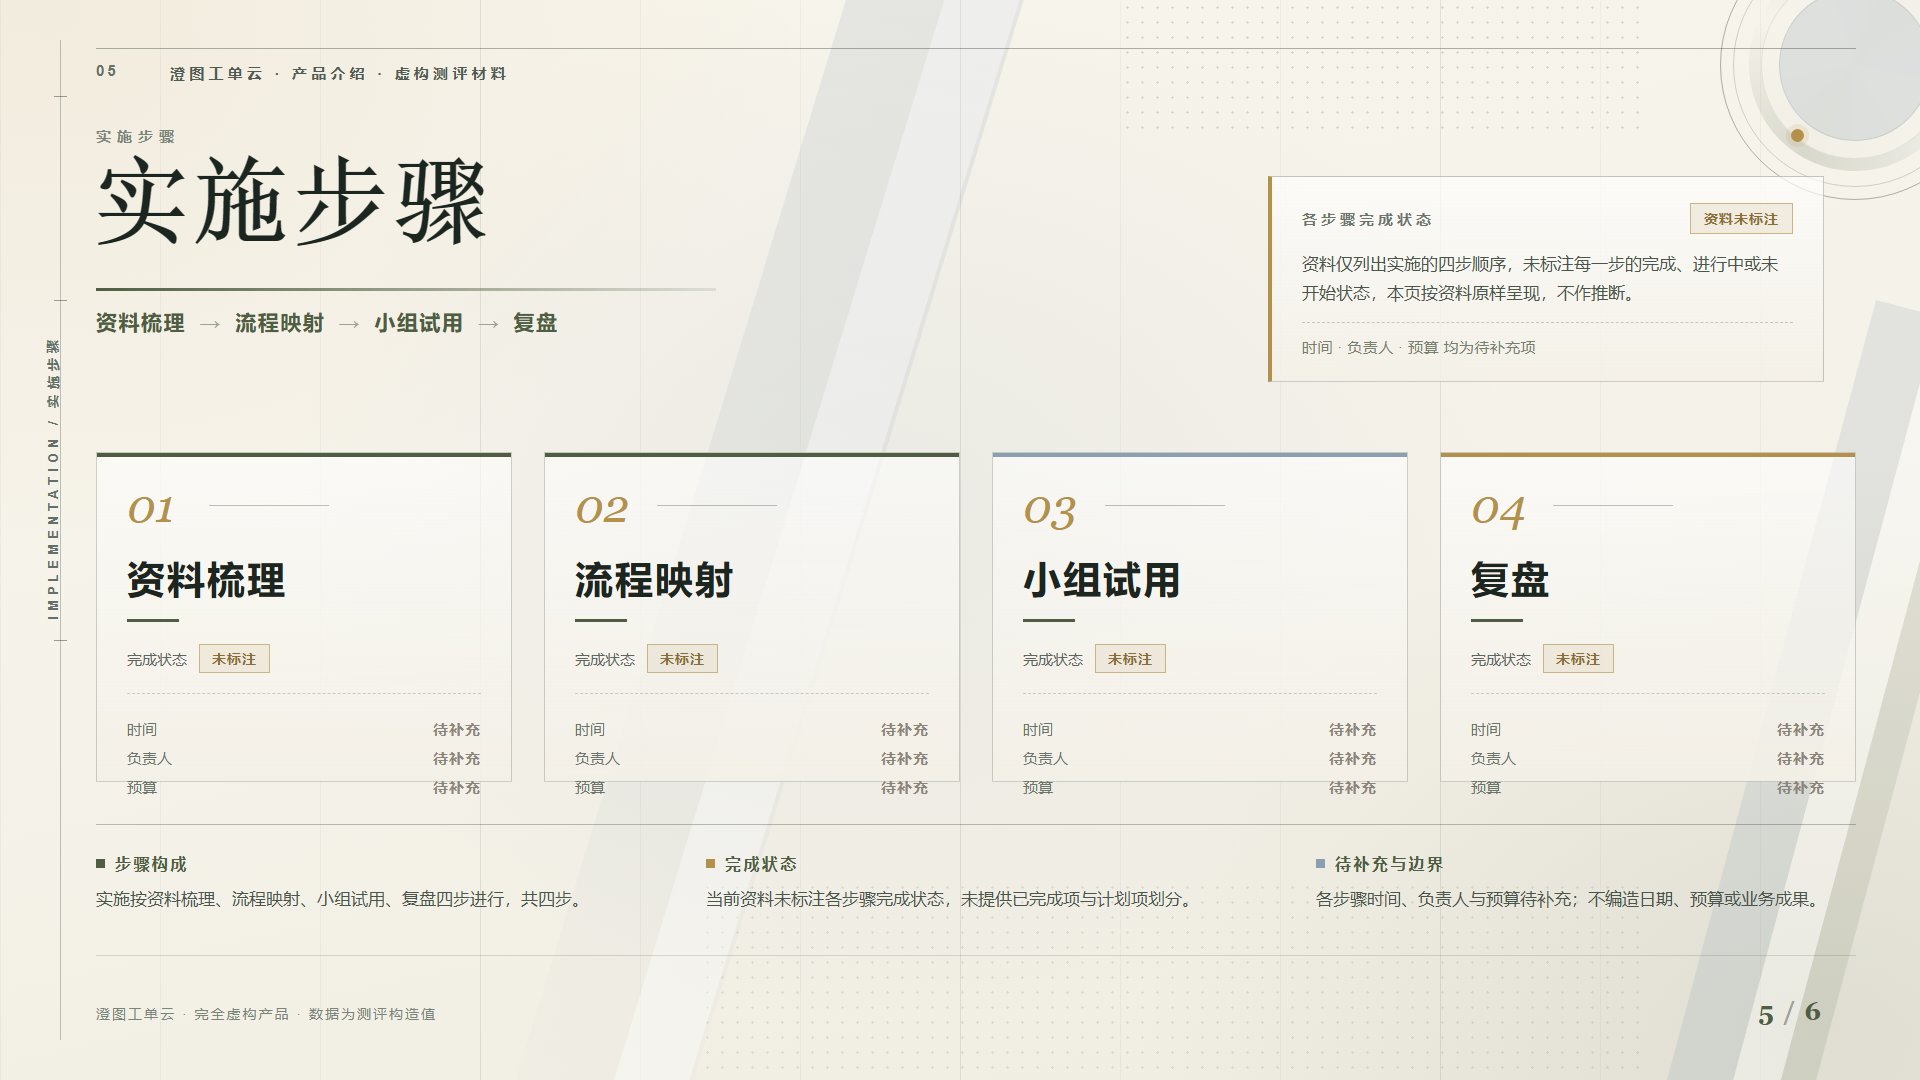 05
澄图工单云 · 产品介绍 · 虚构测评材料
实施步骤
实施步骤
资料梳理 → 流程映射 → 小组试用 → 复盘
各步骤完成状态
资料未标注
资料仅列出实施的四步顺序，未标注每一步的完成、进行中或未
开始状态，本页按资料原样呈现，不作推断。
时间 · 负责人 · 预算 均为待补充项
IMPLEMENTATION / 实施步骤
01
资料梳理
完成状态 未标注
时间 待补充
负责人 待补充
预算 待补充
02
流程映射
完成状态 未标注
时间 待补充
负责人 待补充
预算 待补充
03
小组试用
完成状态 未标注
时间 待补充
负责人 待补充
预算 待补充
04
复盘
完成状态 未标注
时间 待补充
负责人 待补充
预算 待补充
步骤构成
实施按资料梳理、流程映射、小组试用、复盘四步进行，共四步。
完成状态
当前资料未标注各步骤完成状态，未提供已完成项与计划项划分。
待补充与边界
各步骤时间、负责人与预算待补充；不编造日期、预算或业务成果。
澄图工单云 · 完全虚构产品 · 数据为测评构造值
5 / 6